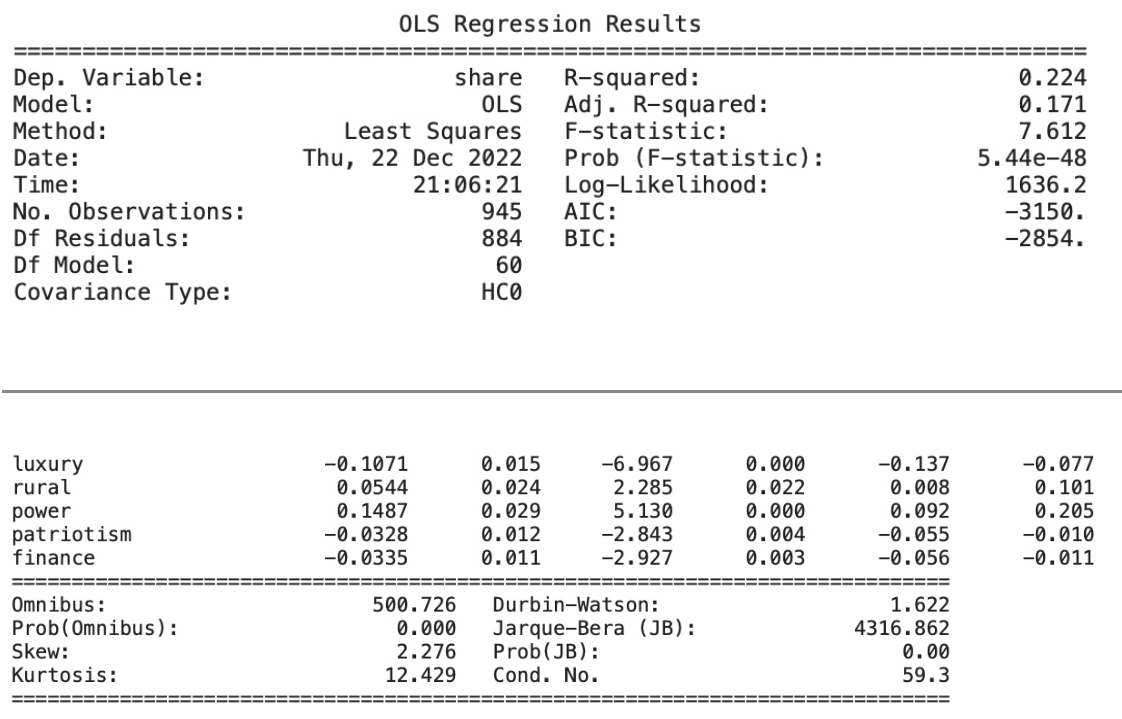 OLS Regression Results
==============================================================================
Dep. Variable: share R-squared: 0.224
Model: OLS Adj. R-squared: 0.171
Method: Least Squares F-statistic: 7.612
Date: Thu, 22 Dec 2022 Prob (F-statistic): 5.44e-48
Time: 21:06:21 Log-Likelihood: 1636.2
No. Observations: 945 AIC: -3150.
Df Residuals: 884 BIC: -2854.
Df Model: 60
Covariance Type: HC0
luxury -0.1071 0.015 -6.967 0.000 -0.137 -0.077
rural 0.0544 0.024 2.285 0.022 0.008 0.101
power 0.1487 0.029 5.130 0.000 0.092 0.205
patriotism -0.0328 0.012 -2.843 0.004 -0.055 -0.010
finance -0.0335 0.011 -2.927 0.003 -0.056 -0.011
==============================================================================
Omnibus: 500.726 Durbin-Watson: 1.622
Prob(Omnibus): 0.000 Jarque-Bera (JB): 4316.862
Skew: 2.276 Prob(JB): 0.00
Kurtosis: 12.429 Cond. No. 59.3
==============================================================================